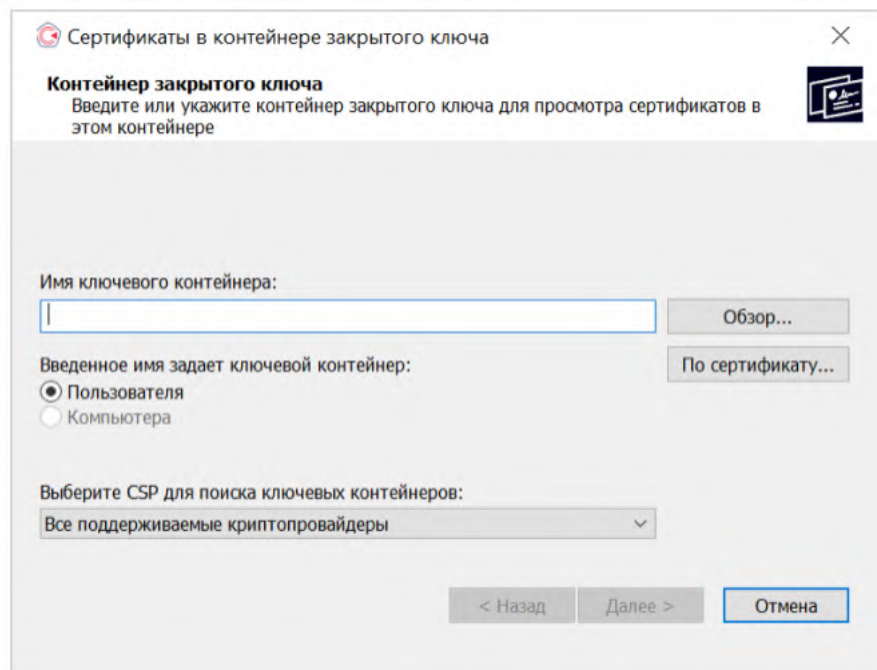 Сертификаты в контейнере закрытого ключа
Контейнер закрытого ключа
Введите или укажите контейнер закрытого ключа для просмотра сертификатов в
этом контейнере
Имя ключевого контейнера:
Обзор...
Введенное имя задает ключевой контейнер:
По сертификату...
Пользователя
Компьютера
Выберите CSP для поиска ключевых контейнеров:
Все поддерживаемые криптопровайдеры
< Назад
Далее >
Отмена